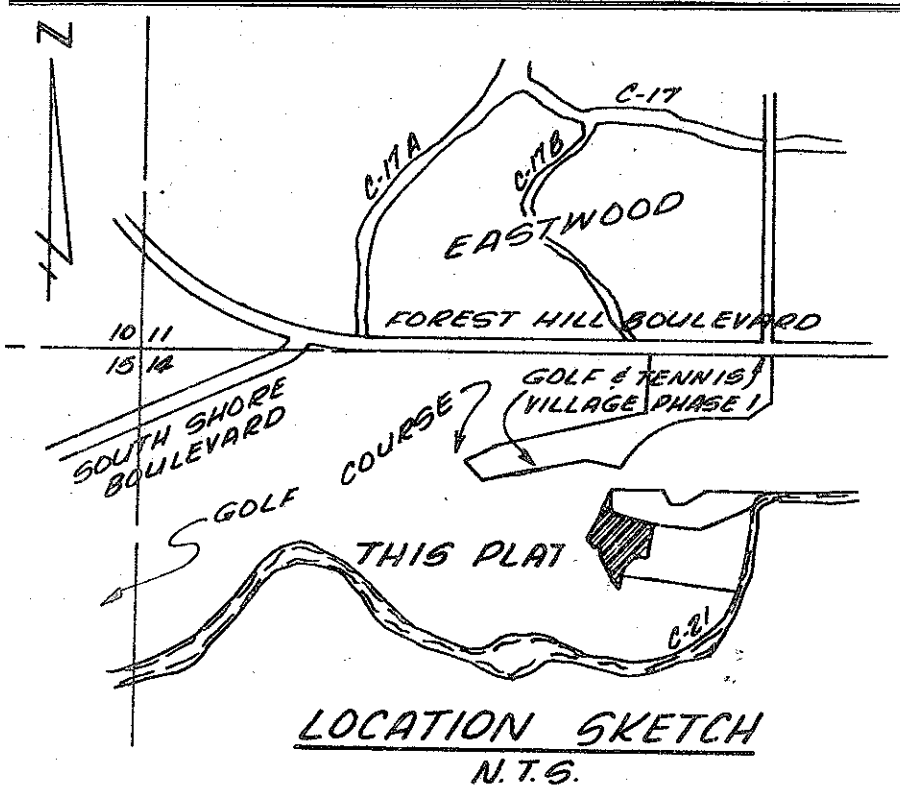 N
C-17
C-17A
C-17B
EASTWOOD
FOREST HILL BOULEVARD
10 11
15 14
GOLF & TENNIS
VILLAGE PHASE 1
SOUTH SHORE
BOULEVARD
GOLF COURSE
THIS PLAT
C-21
LOCATION SKETCH
N.T.S.